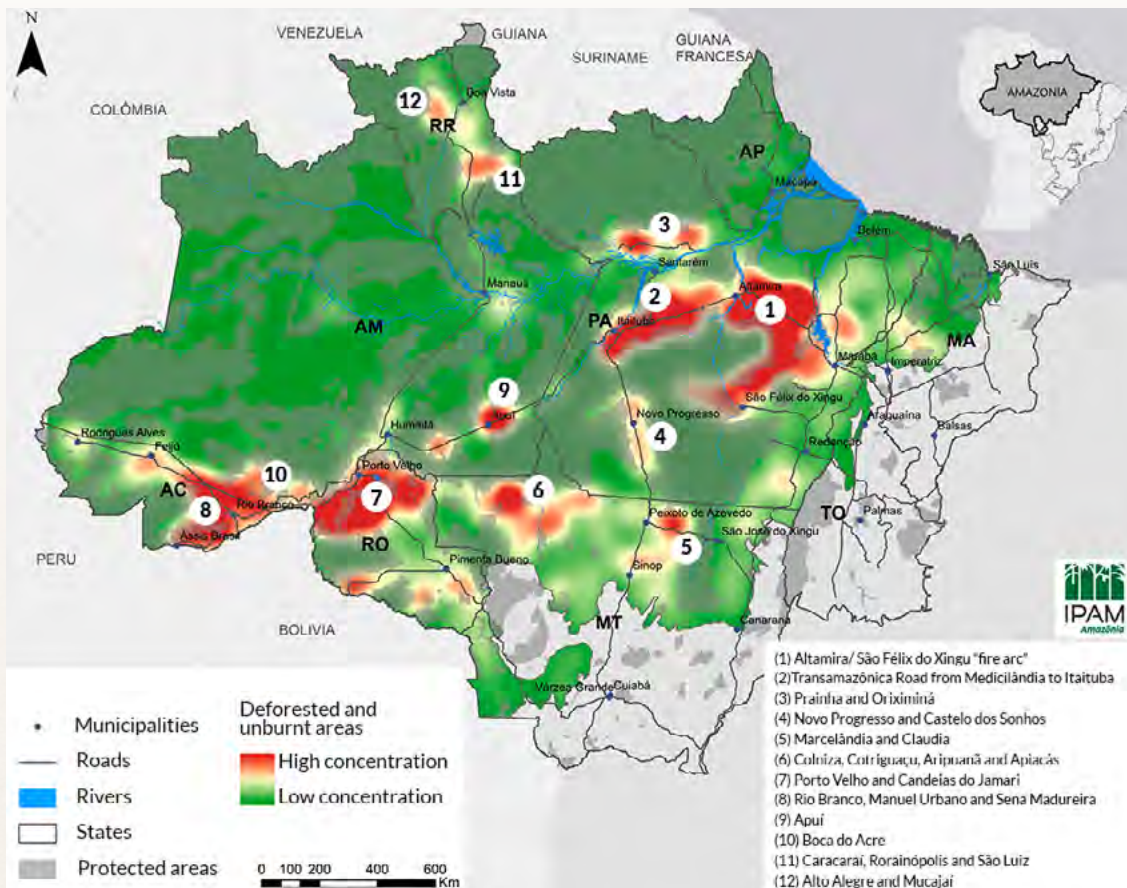 N
VENEZUELA
GUIANA
SURINAME
GUIANA
FRANCESA
COLÔMBIA
AMAZONIA
12
Boa Vista
RR
11
AP
Macapá
3
Belém
Santarém
São Luis
Manaus
2
Altamira
1
AM
PA
Itaituba
MA
Marabá
Imperatriz
9
Apuí
São Félix do Xingu
Novo Progresso
4
Araguaína
Rodrigues Alves
Humaitá
Balsas
Feijó
Redenção
10
Porto Velho
AC
7
6
8
Rio Branco
TO
Peixoto de Azevedo
Palmas
Assis Brasil
RO
São José do Xingu
5
PERU
Pimenta Bueno
Sinop
IPAM
Amazônia
BOLIVIA
MT
Canarana
Várzea Grande
Cuiabá
Municipalities
Roads
Rivers
States
Protected areas
Deforested and
unburnt areas
High concentration
Low concentration
0 100 200 400 600
Km
(1) Altamira/ São Félix do Xingu "fire arc"
(2)Transamazônica Road from Medicilândia to Itaituba
(3) Prainha and Oriximiná
(4) Novo Progresso and Castelo dos Sonhos
(5) Marcelândia and Claudia
(6) Colniza, Cotriguaçu, Aripuanã and Apiacás
(7) Porto Velho and Candeias do Jamari
(8) Rio Branco, Manuel Urbano and Sena Madureira
(9) Apuí
(10) Boca do Acre
(11) Caracaraí, Rorainópolis and São Luiz
(12) Alto Alegre and Mucajaí